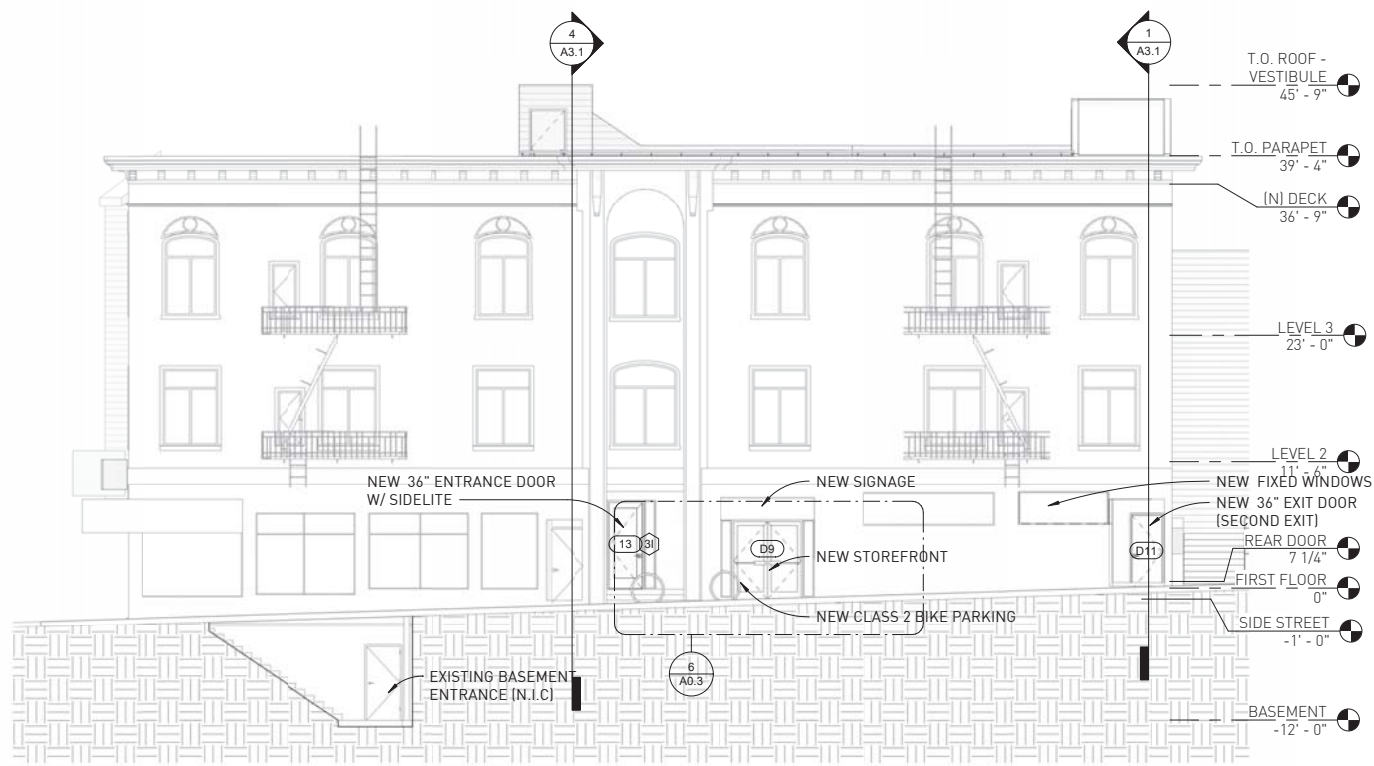 4
A3.1
1
A3.1
T.O. ROOF -
VESTIBULE
45' - 9"
T.O. PARAPET
39' - 4"
(N) DECK
36' - 9"
LEVEL 3
23' - 0"
LEVEL 2
11' - 6"
NEW 36" ENTRANCE DOOR
W/ SIDELITE
NEW SIGNAGE
NEW FIXED WINDOWS
NEW 36" EXIT DOOR
(SECOND EXIT)
13
3I
D9
D11
NEW STOREFRONT
REAR DOOR
7 1/4"
FIRST FLOOR
0"
NEW CLASS 2 BIKE PARKING
SIDE STREET
-1' - 0"
6
A0.3
EXISTING BASEMENT
ENTRANCE (N.I.C)
BASEMENT
-12' - 0"